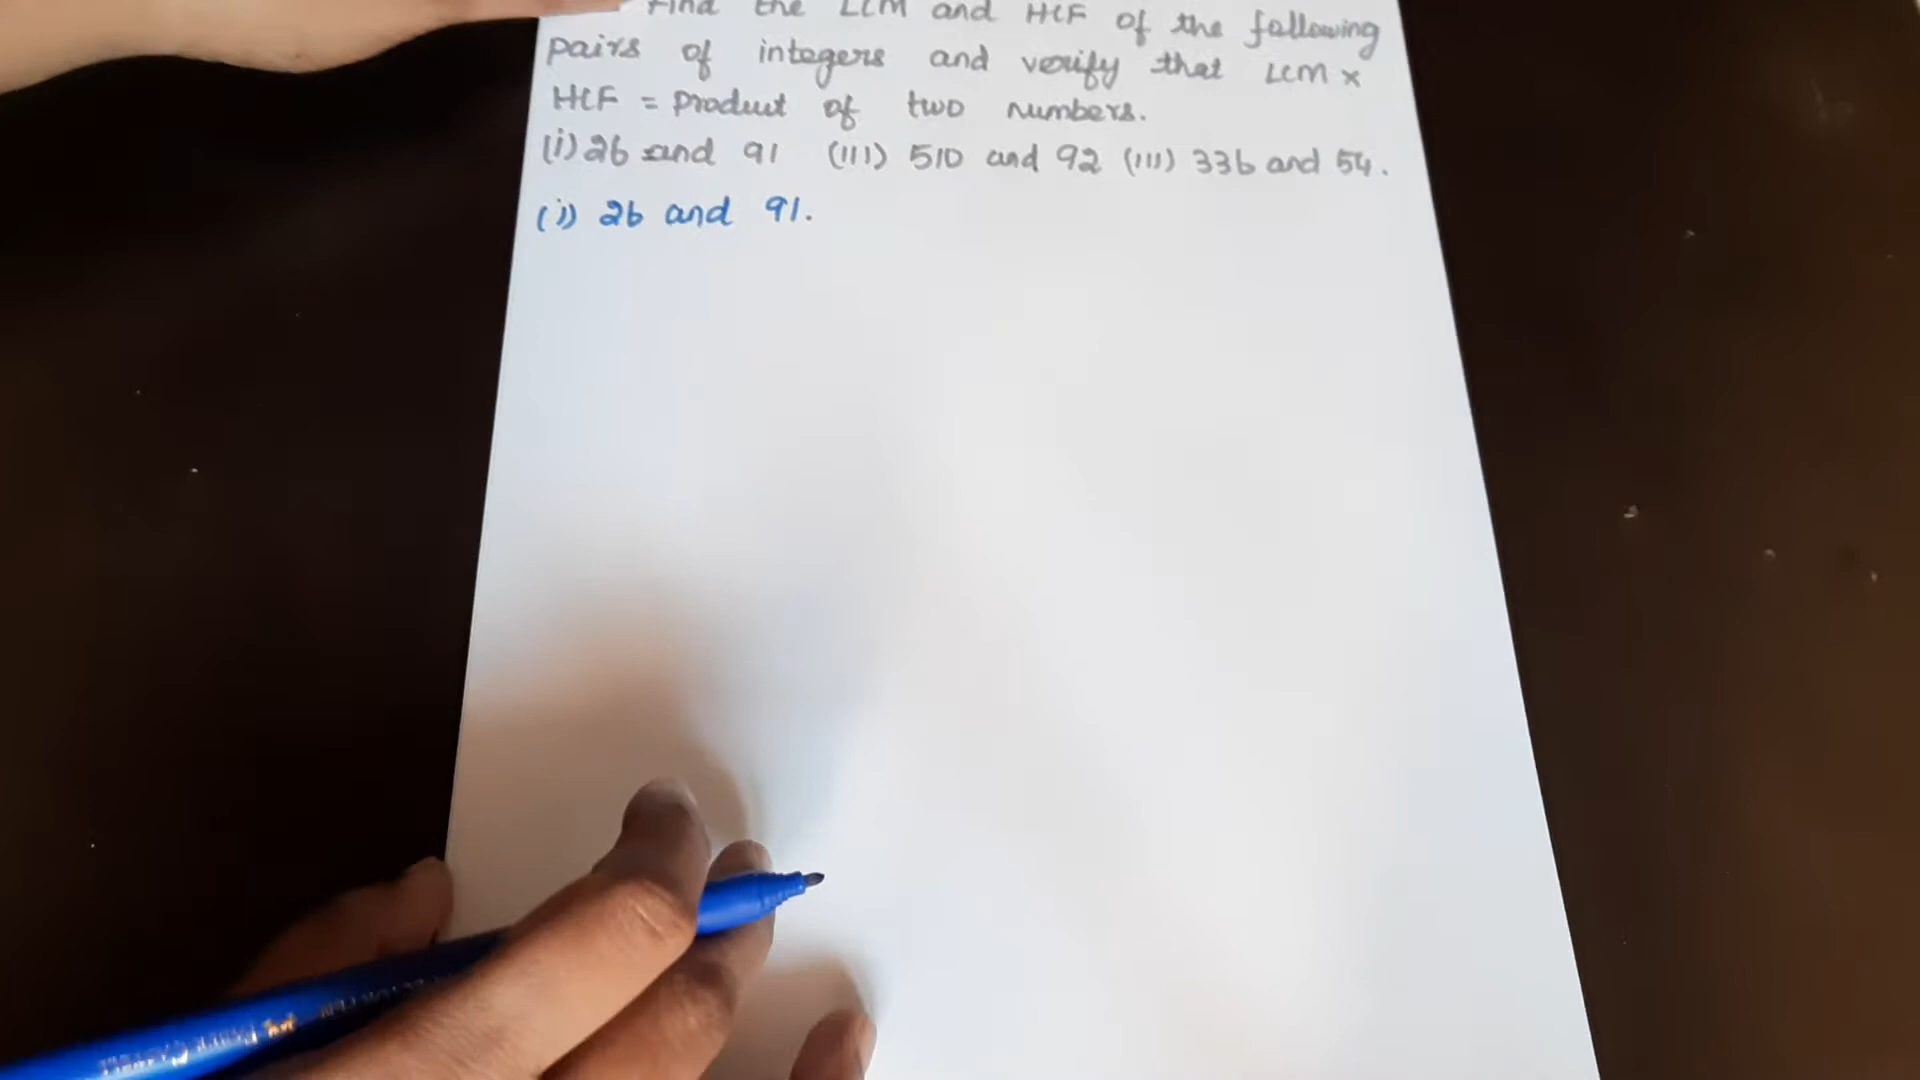 Find the LCM and HCF of the following
pairs of integers and verify that LCM ×
HCF = product of two numbers.
(i) 26 and 91 (iii) 510 and 92 (iii) 336 and 54.
(i) 26 and 91.